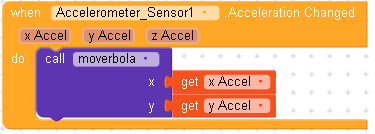 when Accelerometer_Sensor1 .Acceleration Changed
x Accel y Accel z Accel
do call moverbola
x get x Accel
y get y Accel